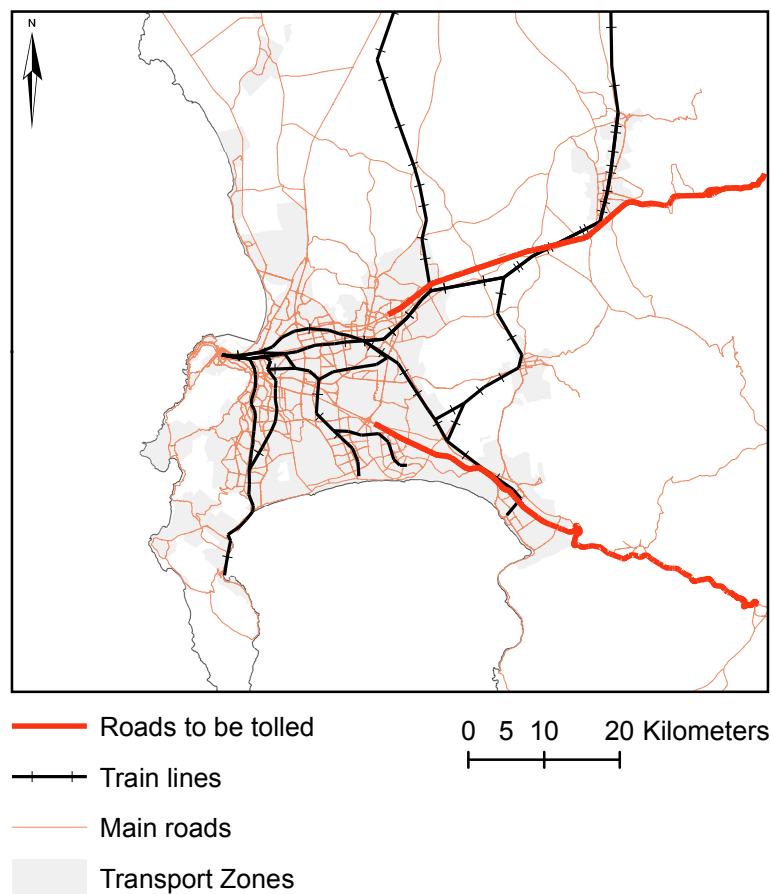 N
Roads to be tolled
0 5 10 20 Kilometers
Train lines
Main roads
Transport Zones